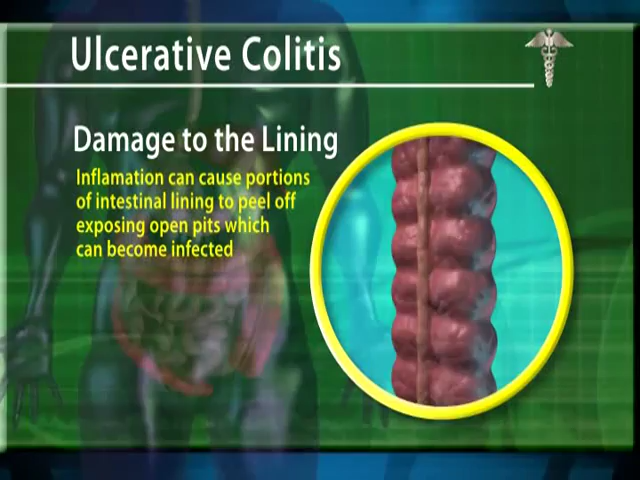 Ulcerative Colitis
Damage to the Lining
Inflamation can cause portions
of intestinal lining to peel off
exposing open pits which
can become infected